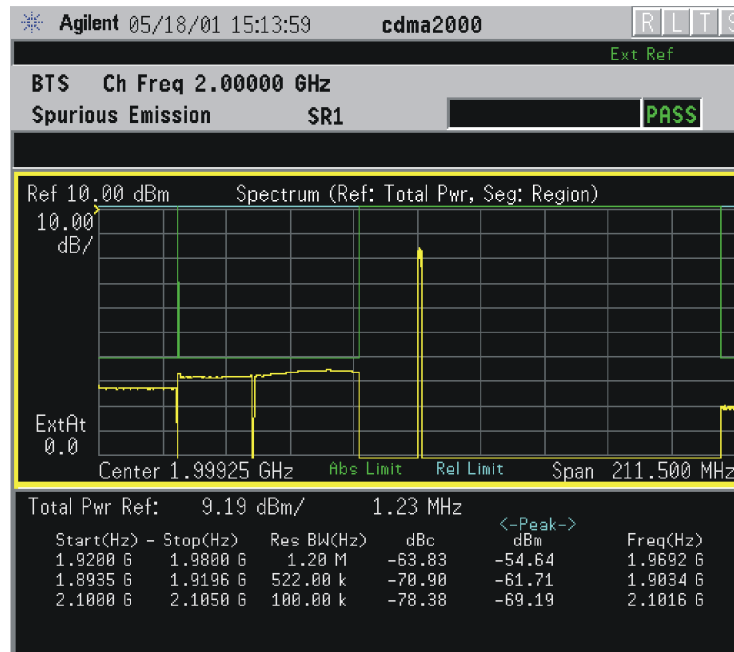 Agilent 05/18/01 15:13:59 cdma2000 R L T S
Ext Ref
BTS Ch Freq 2.00000 GHz
Spurious Emission SR1 PASS
Ref 10.00 dBm Spectrum (Ref: Total Pwr, Seg: Region)
10.00
dB/
ExtAt
0.0
Center 1.99925 GHz Abs Limit Rel Limit Span 211.500 MHz
Total Pwr Ref: 9.19 dBm/ 1.23 MHz
<-Peak->
Start(Hz) - Stop(Hz) Res BW(Hz) dBc dBm Freq(Hz)
1.9200 G 1.9800 G 1.20 M -63.83 -54.64 1.9692 G
1.8935 G 1.9196 G 522.00 k -70.90 -61.71 1.9034 G
2.1000 G 2.1050 G 100.00 k -78.38 -69.19 2.1016 G